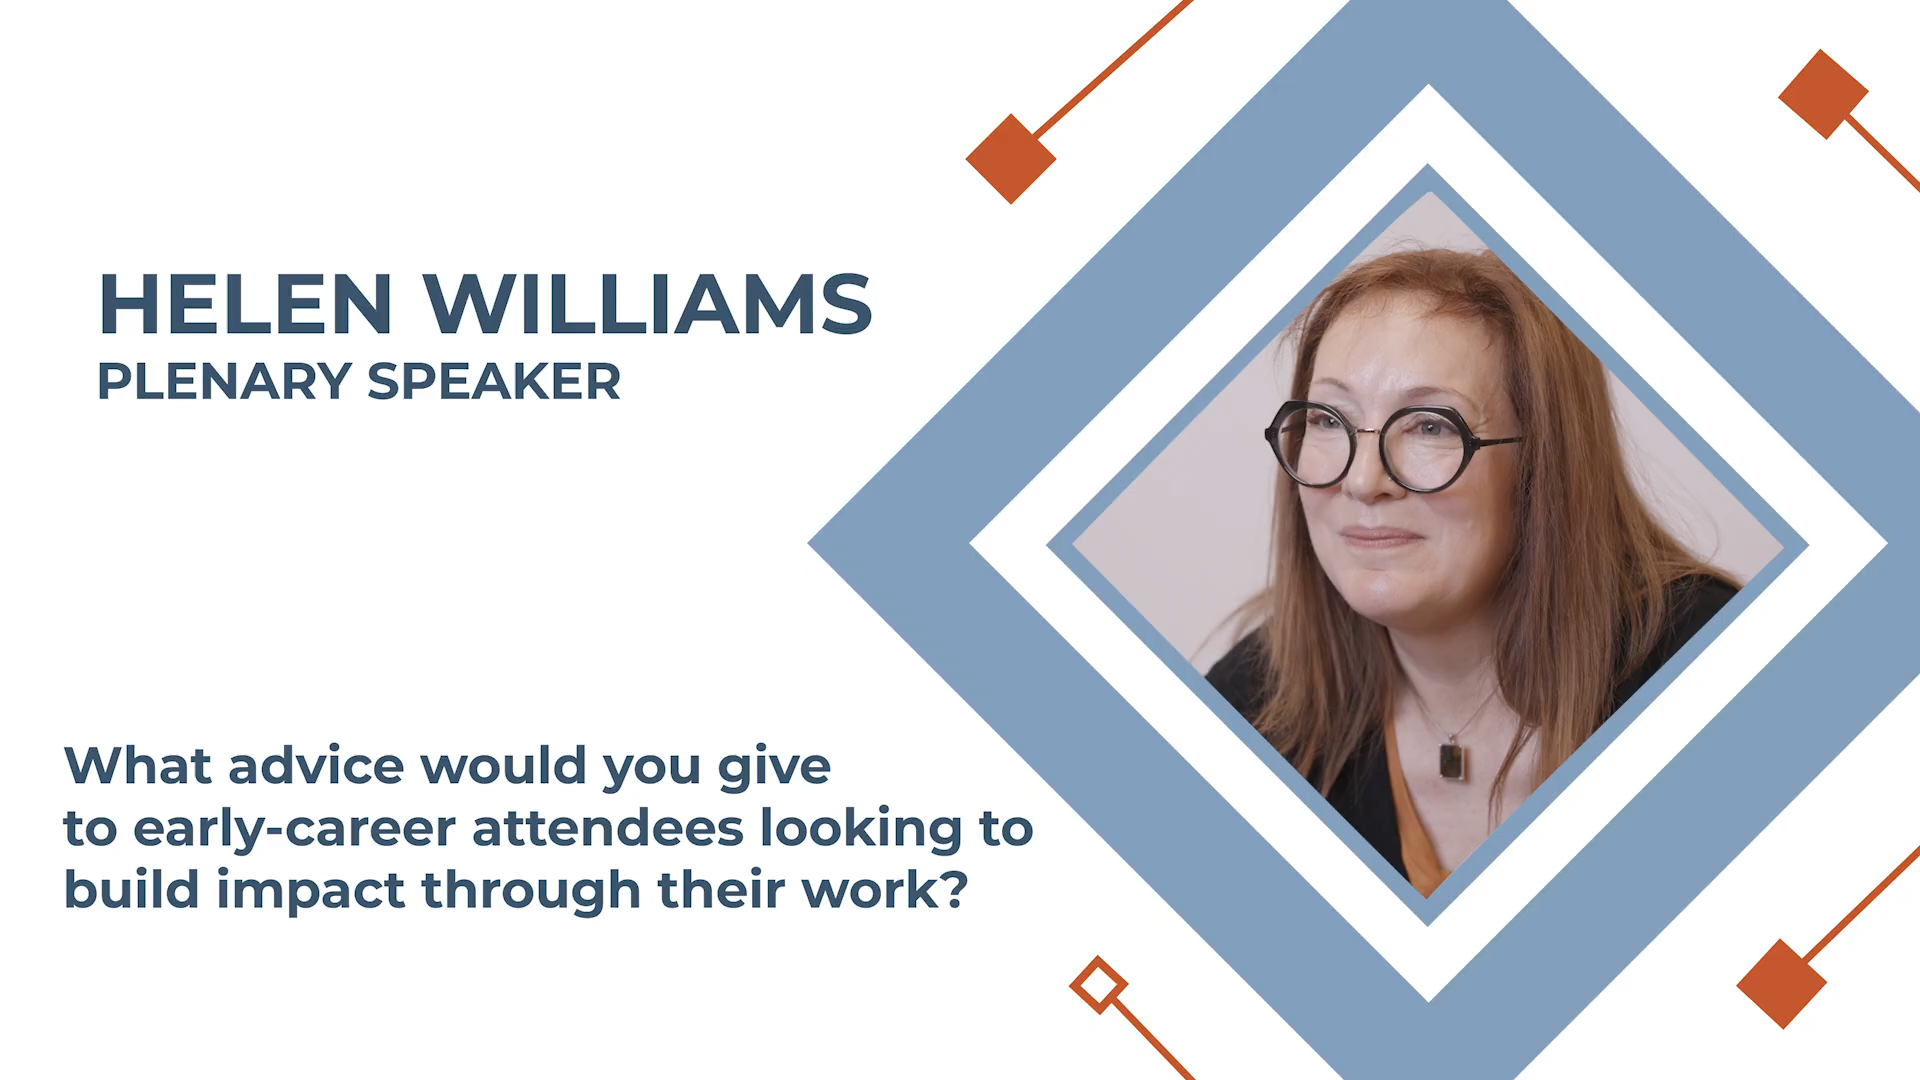 HELEN WILLIAMS
PLENARY SPEAKER
What advice would you give
to early-career attendees looking to
build impact through their work?